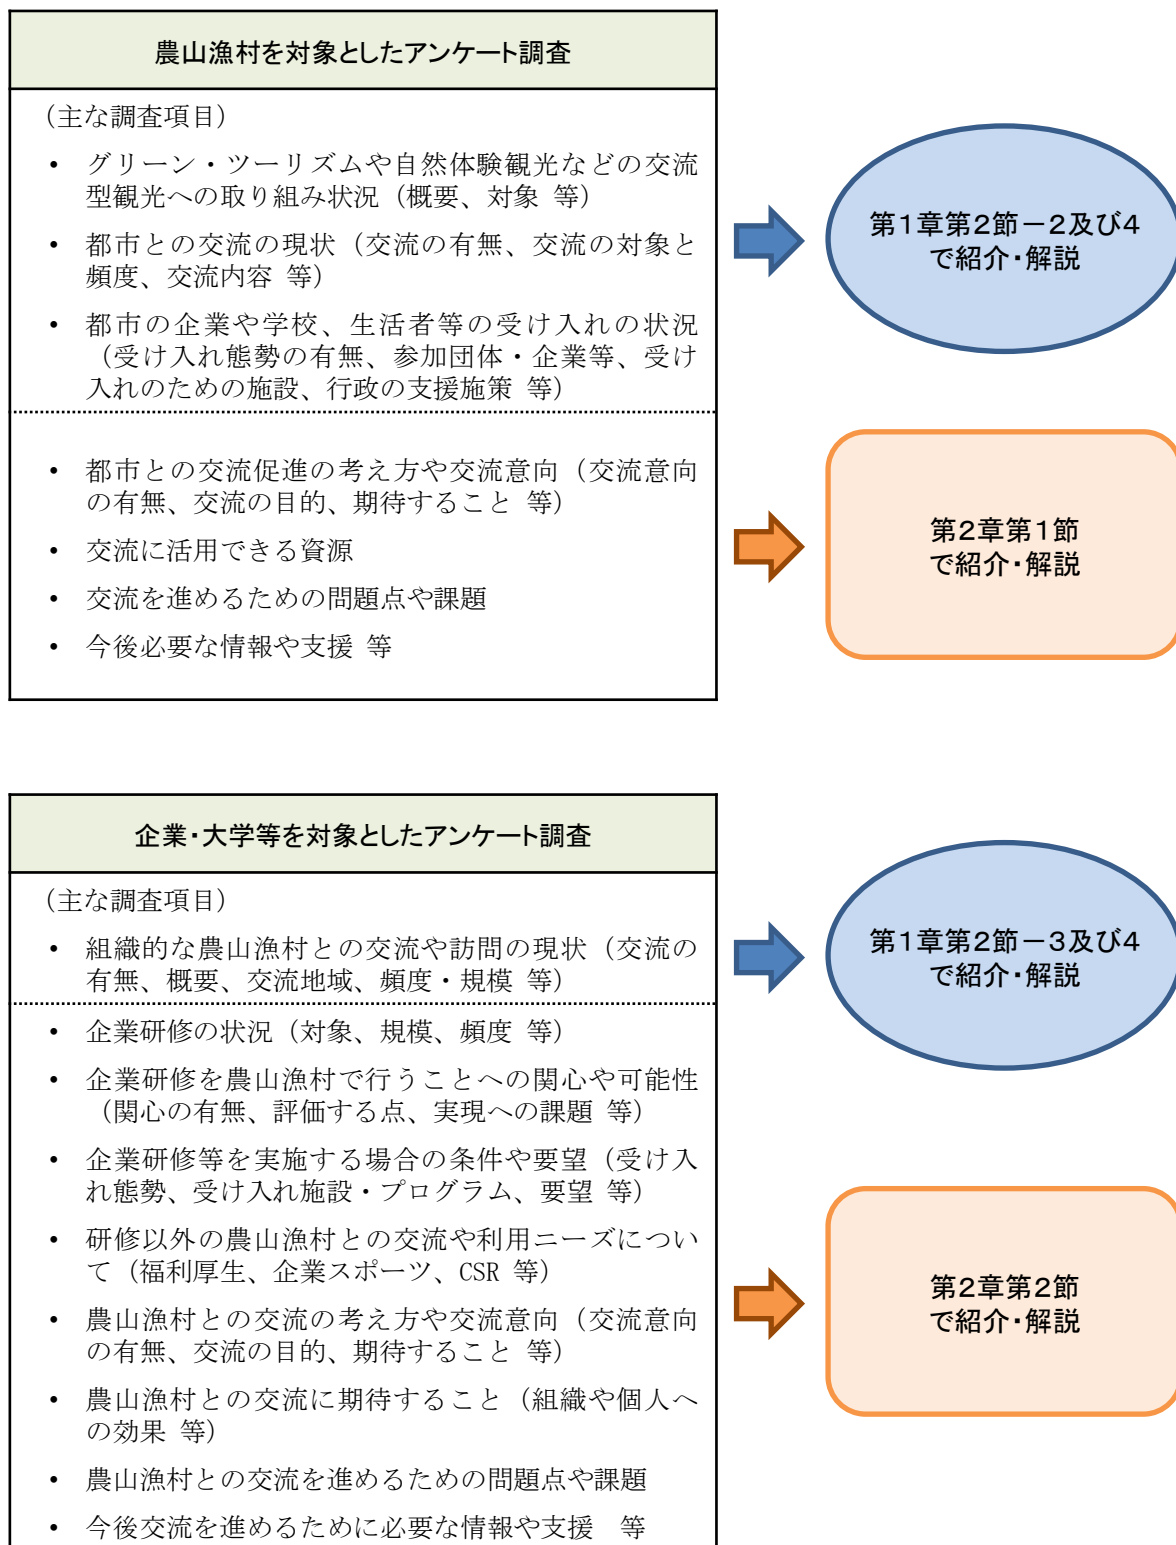 農山漁村を対象としたアンケート調査
（主な調査項目）
• グリーン・ツーリズムや自然体験観光などの交流
型観光への取り組み状況（概要、対象 等）
• 都市との交流の現状（交流の有無、交流の対象と
頻度、交流内容 等）
• 都市の企業や学校、生活者等の受け入れの状況
（受け入れ態勢の有無、参加団体・企業等、受け
入れのための施設、行政の支援施策 等）
第１章第２節－２及び４
で紹介・解説
• 都市との交流促進の考え方や交流意向（交流意向
の有無、交流の目的、期待すること 等）
• 交流に活用できる資源
• 交流を進めるための問題点や課題
• 今後必要な情報や支援 等
第２章第１節
で紹介・解説
企業・大学等を対象としたアンケート調査
（主な調査項目）
• 組織的な農山漁村との交流や訪問の現状（交流の
有無、概要、交流地域、頻度・規模 等）
第１章第２節－３及び４
で紹介・解説
• 企業研修の状況（対象、規模、頻度 等）
• 企業研修を農山漁村で行うことへの関心や可能性
（関心の有無、評価する点、実現への課題 等）
• 企業研修等を実施する場合の条件や要望（受け入
れ態勢、受け入れ施設・プログラム、要望 等）
• 研修以外の農山漁村との交流や利用ニーズについ
て（福利厚生、企業スポーツ、CSR 等）
• 農山漁村との交流の考え方や交流意向（交流意向
の有無、交流の目的、期待すること 等）
• 農山漁村との交流に期待すること（組織や個人へ
の効果 等）
• 農山漁村との交流を進めるための問題点や課題
• 今後交流を進めるために必要な情報や支援　等
第２章第２節
で紹介・解説